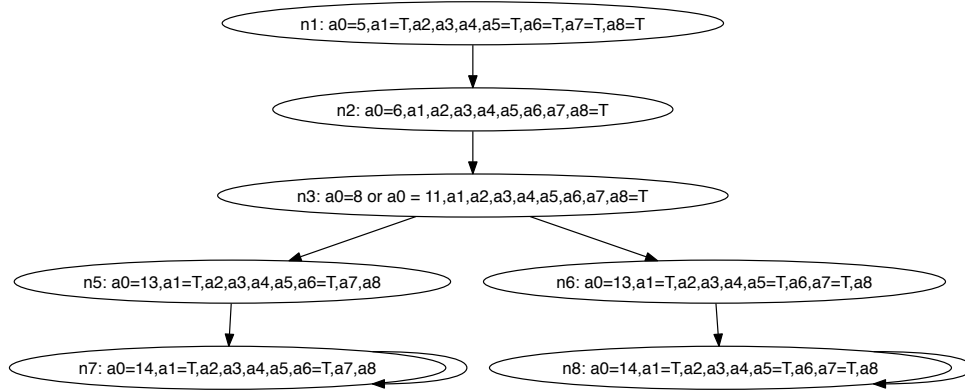 n1: a0=5,a1=T,a2,a3,a4,a5=T,a6=T,a7=T,a8=T
n2: a0=6,a1,a2,a3,a4,a5,a6,a7,a8=T
n3: a0=8 or a0 = 11,a1,a2,a3,a4,a5,a6,a7,a8=T
n5: a0=13,a1=T,a2,a3,a4,a5,a6=T,a7,a8
n6: a0=13,a1=T,a2,a3,a4,a5=T,a6,a7=T,a8
n7: a0=14,a1=T,a2,a3,a4,a5,a6=T,a7,a8
n8: a0=14,a1=T,a2,a3,a4,a5=T,a6,a7=T,a8